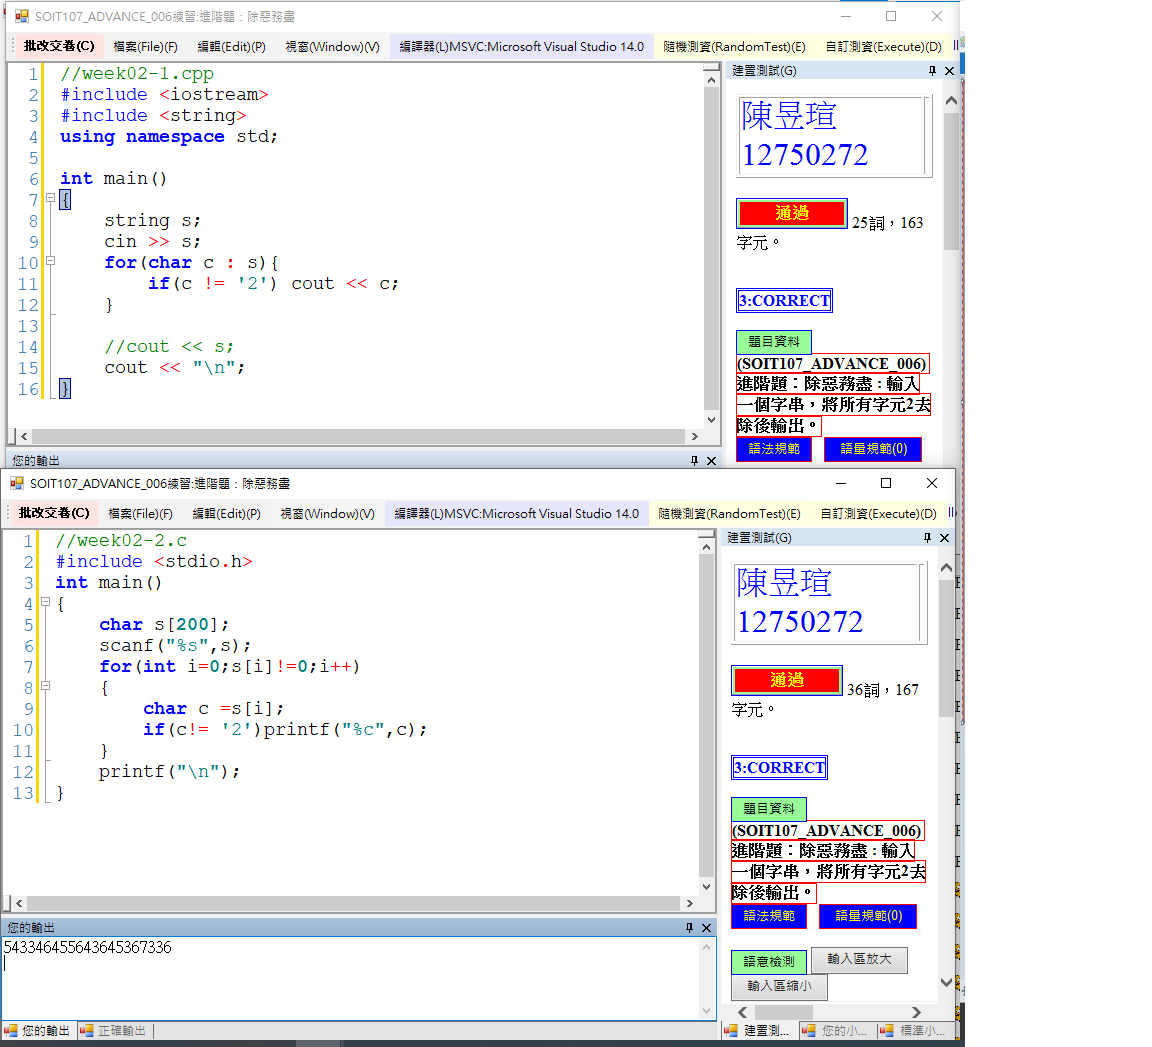 SOIT107_ADVANCE_006練習:進階題：除惡務盡
批改交卷(C) 檔案(File)(F) 編輯(Edit)(P) 視窗(Window)(V) 編譯器(L)MSVC:Microsoft Visual Studio 14.0 隨機測資(RandomTest)(E) 自訂測資(Execute)(D)
1 //week02-1.cpp
2 #include <iostream>
3 #include <string>
4 using namespace std;
5
6 int main()
7 {
8 string s;
9 cin >> s;
10 for(char c : s){
11 if(c != '2') cout << c;
12 }
13
14 //cout << s;
15 cout << "\n";
16 }
建置測試(G)
陳昱瑄
12750272
通過 25詞，163
字元。
3:CORRECT
題目資料
(SOIT107_ADVANCE_006)
進階題：除惡務盡：輸入
一個字串，將所有字元2去
除後輸出。
語法規範 語量規範(0)
您的輸出
SOIT107_ADVANCE_006練習:進階題：除惡務盡
批改交卷(C) 檔案(File)(F) 編輯(Edit)(P) 視窗(Window)(V) 編譯器(L)MSVC:Microsoft Visual Studio 14.0 隨機測資(RandomTest)(E) 自訂測資(Execute)(D)
1 //week02-2.c
2 #include <stdio.h>
3 int main()
4 {
5 char s[200];
6 scanf("%s",s);
7 for(int i=0;s[i]!=0;i++)
8 {
9 char c =s[i];
10 if(c!= '2')printf("%c",c);
11 }
12 printf("\n");
13 }
建置測試(G)
陳昱瑄
12750272
通過 36詞，167
字元。
3:CORRECT
題目資料
(SOIT107_ADVANCE_006)
進階題：除惡務盡：輸入
一個字串，將所有字元2去
除後輸出。
語法規範 語量規範(0)
語意檢測 輸入區放大
輸入區縮小
您的輸出
543346455643645367336
您的輸出 正確輸出
建置測... 您的小... 標準小...